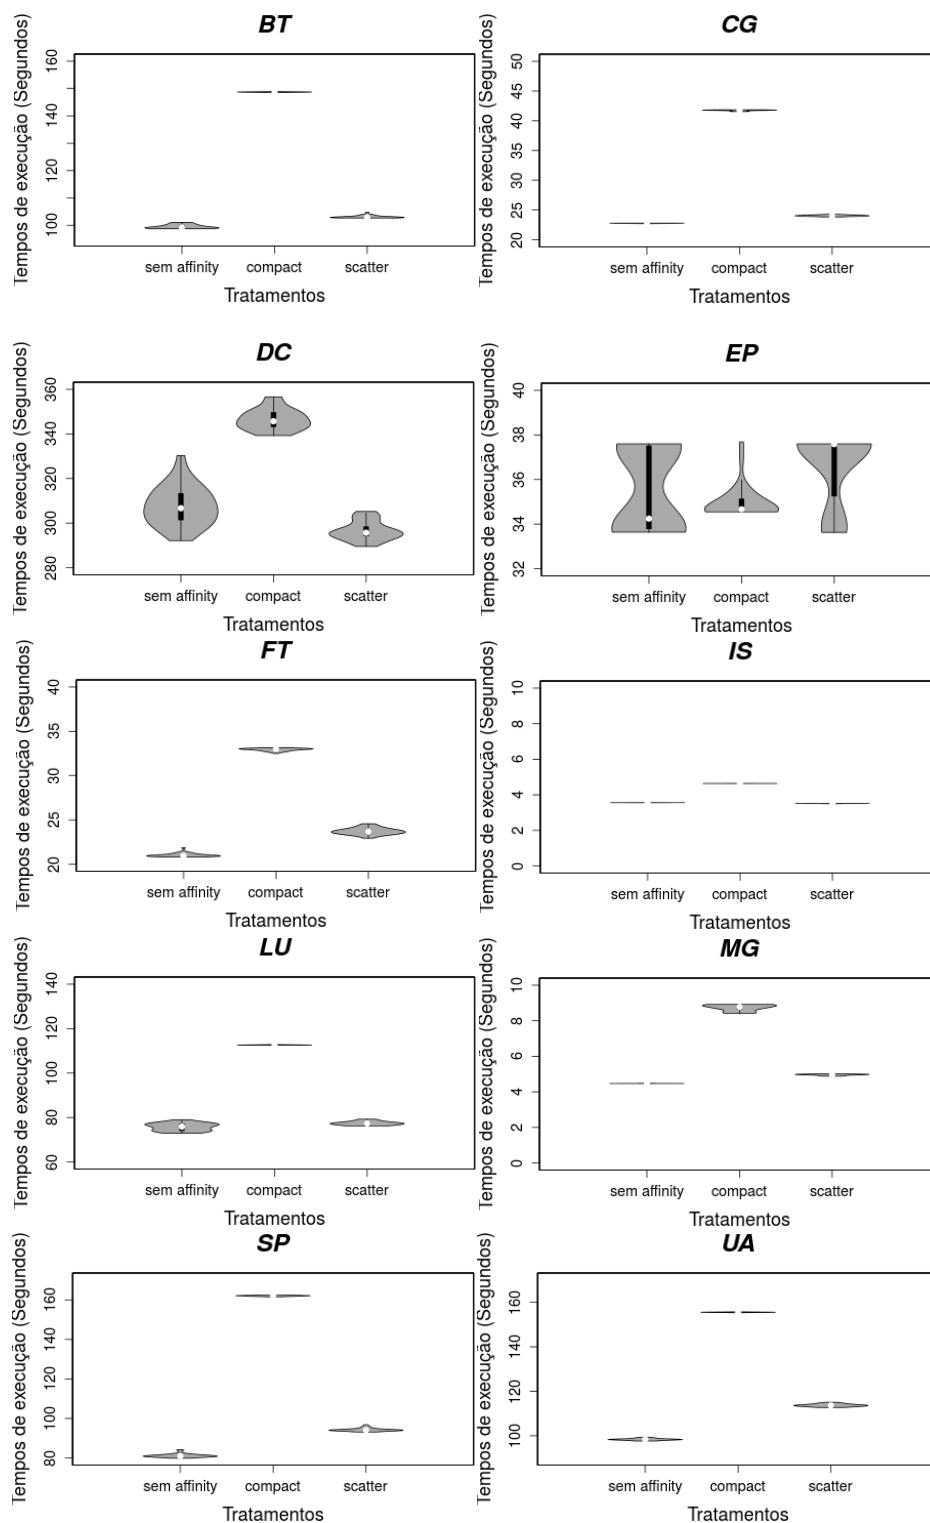 BT
Tempos de execução (Segundos)
160
140
120
100
sem affinity compact scatter
Tratamentos
CG
Tempos de execução (Segundos)
50
45
40
35
30
25
20
sem affinity compact scatter
Tratamentos
DC
Tempos de execução (Segundos)
360
340
320
300
280
sem affinity compact scatter
Tratamentos
EP
Tempos de execução (Segundos)
40
38
36
34
32
sem affinity compact scatter
Tratamentos
FT
Tempos de execução (Segundos)
40
35
30
25
20
sem affinity compact scatter
Tratamentos
IS
Tempos de execução (Segundos)
10
8
6
4
2
0
sem affinity compact scatter
Tratamentos
LU
Tempos de execução (Segundos)
140
120
100
80
60
sem affinity compact scatter
Tratamentos
MG
Tempos de execução (Segundos)
10
8
6
4
2
0
sem affinity compact scatter
Tratamentos
SP
Tempos de execução (Segundos)
160
140
120
100
80
sem affinity compact scatter
Tratamentos
UA
Tempos de execução (Segundos)
160
140
120
100
sem affinity compact scatter
Tratamentos